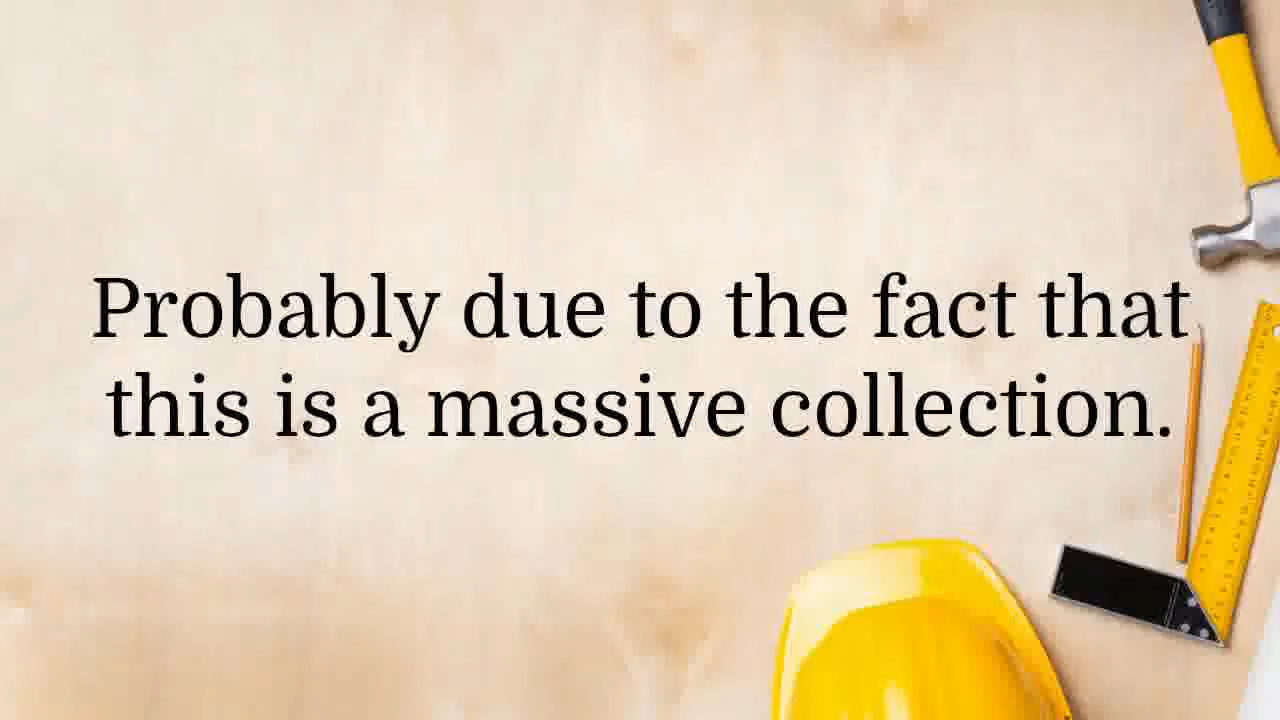 Probably due to the fact that
this is a massive collection.